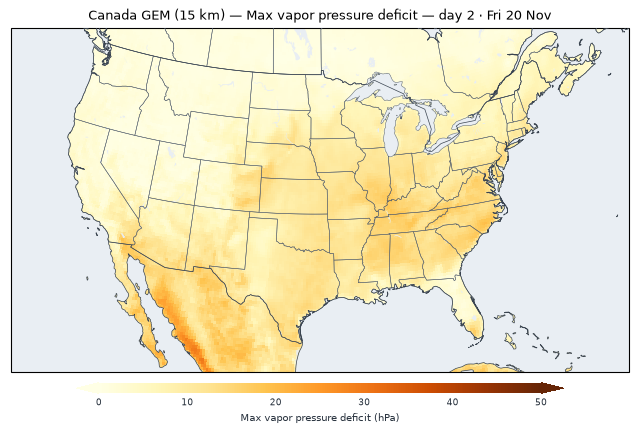 Canada GEM (15 km) — Max vapor pressure deficit — day 2 · Fri 20 Nov
0 10 20 30 40 50
Max vapor pressure deficit (hPa)